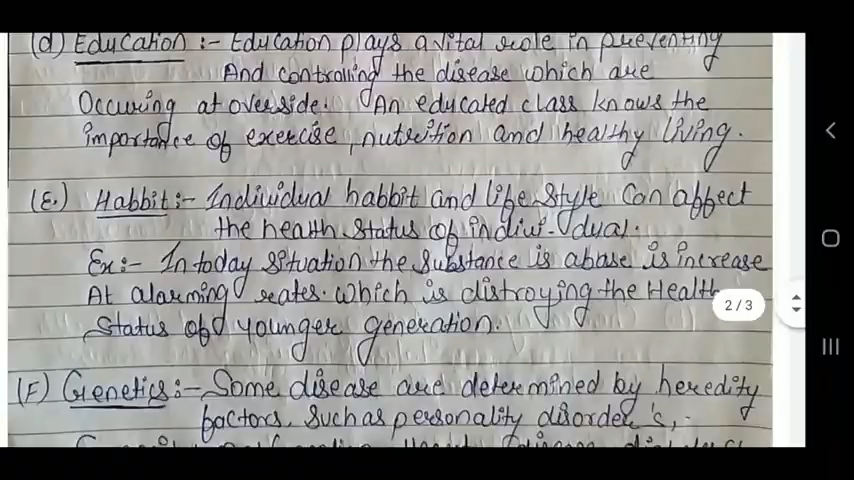 (d) Education :- Education plays a vital role in preventing
And controlling the disease which are
Occuring at overside. An educated class knows the
importance of exercise, nutrition and healthy living.
(E.) Habbit :- Individual habbit and life style can affect
the health status of indiui-dual.
Ex:- In today situation the substance is abase is increase
At alarming rates. which is distroying the Health
2/3
Status of younger generation.
(F) Genetics :- Some disease are determined by heredity
factors, Such as personality disorder's,